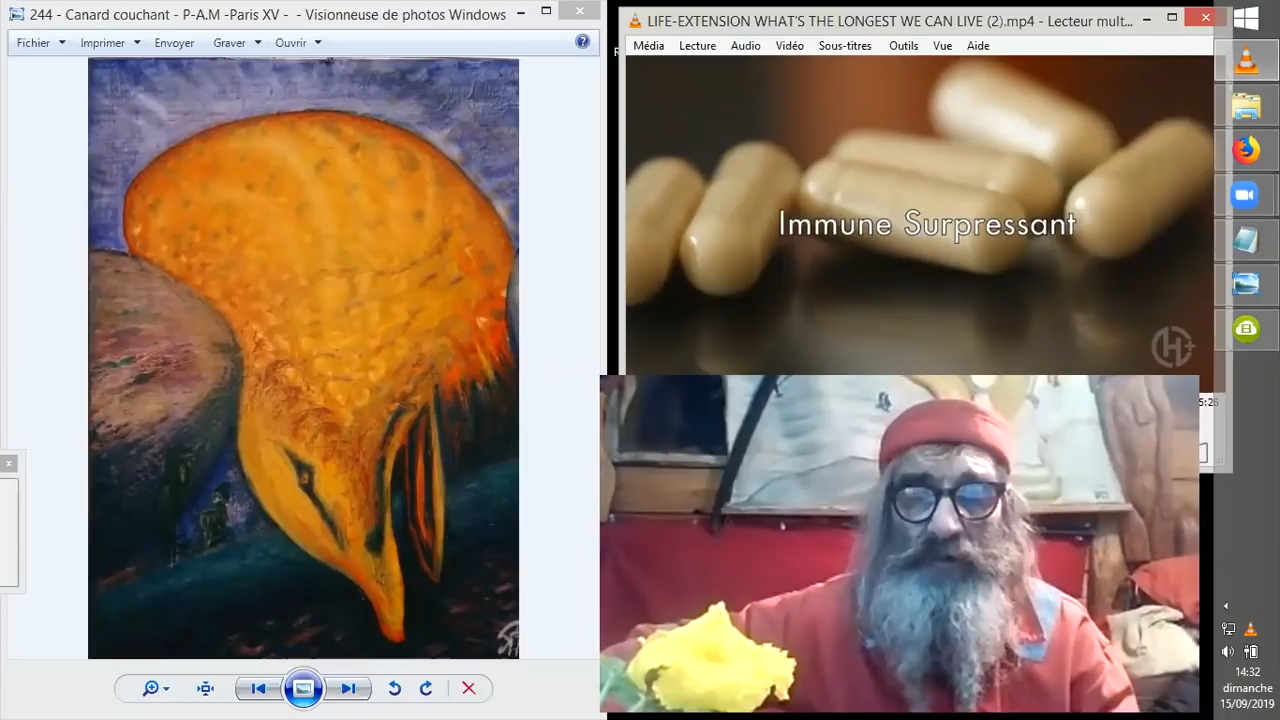 244 - Canard couchant - P-A-M -Paris XV - - Visionneuse de photos Windows
Fichier Imprimer Envoyer Graver Ouvrir
LIFE-EXTENSION WHAT'S THE LONGEST WE CAN LIVE (2).mp4 - Lecteur mult...
Média Lecture Audio Vidéo Sous-titres Outils Vue Aide
Immune Surpressant
H+
5:26
14:32
dimanche
15/09/2019